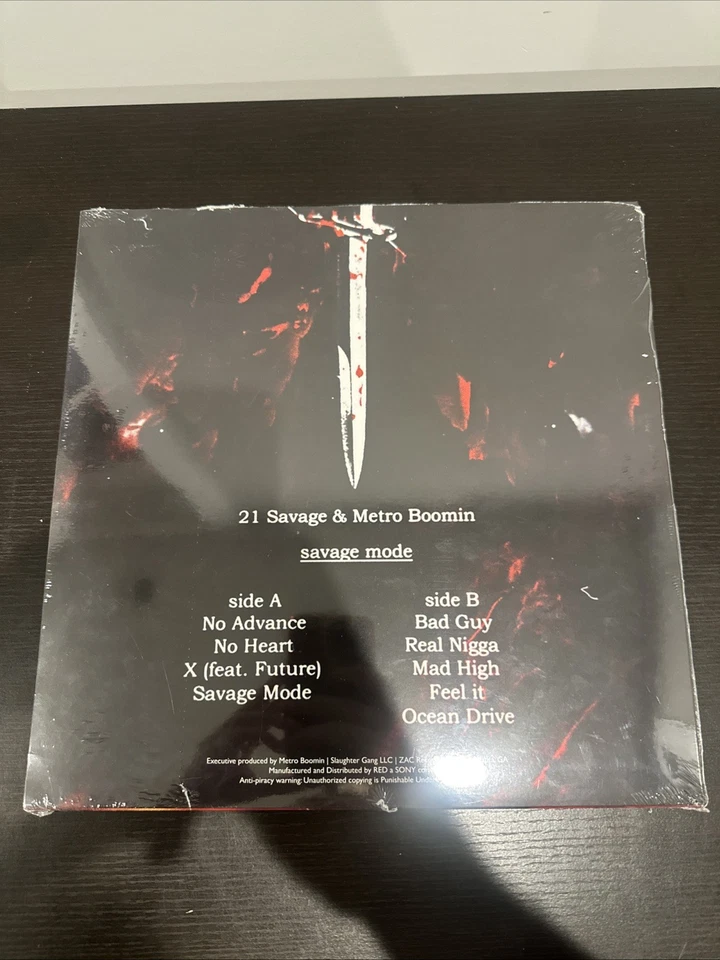 21 Savage & Metro Boomin
savage mode
side A
No Advance
No Heart
X (feat. Future)
Savage Mode
side B
Bad Guy
Real Nigga
Mad High
Feel it
Ocean Drive
Executive produced by Metro Boomin | Slaughter Gang LLC | ZAC
Manufactured and Distributed by RED a SONY
Anti-piracy warning: Unauthorized copying is Punishable